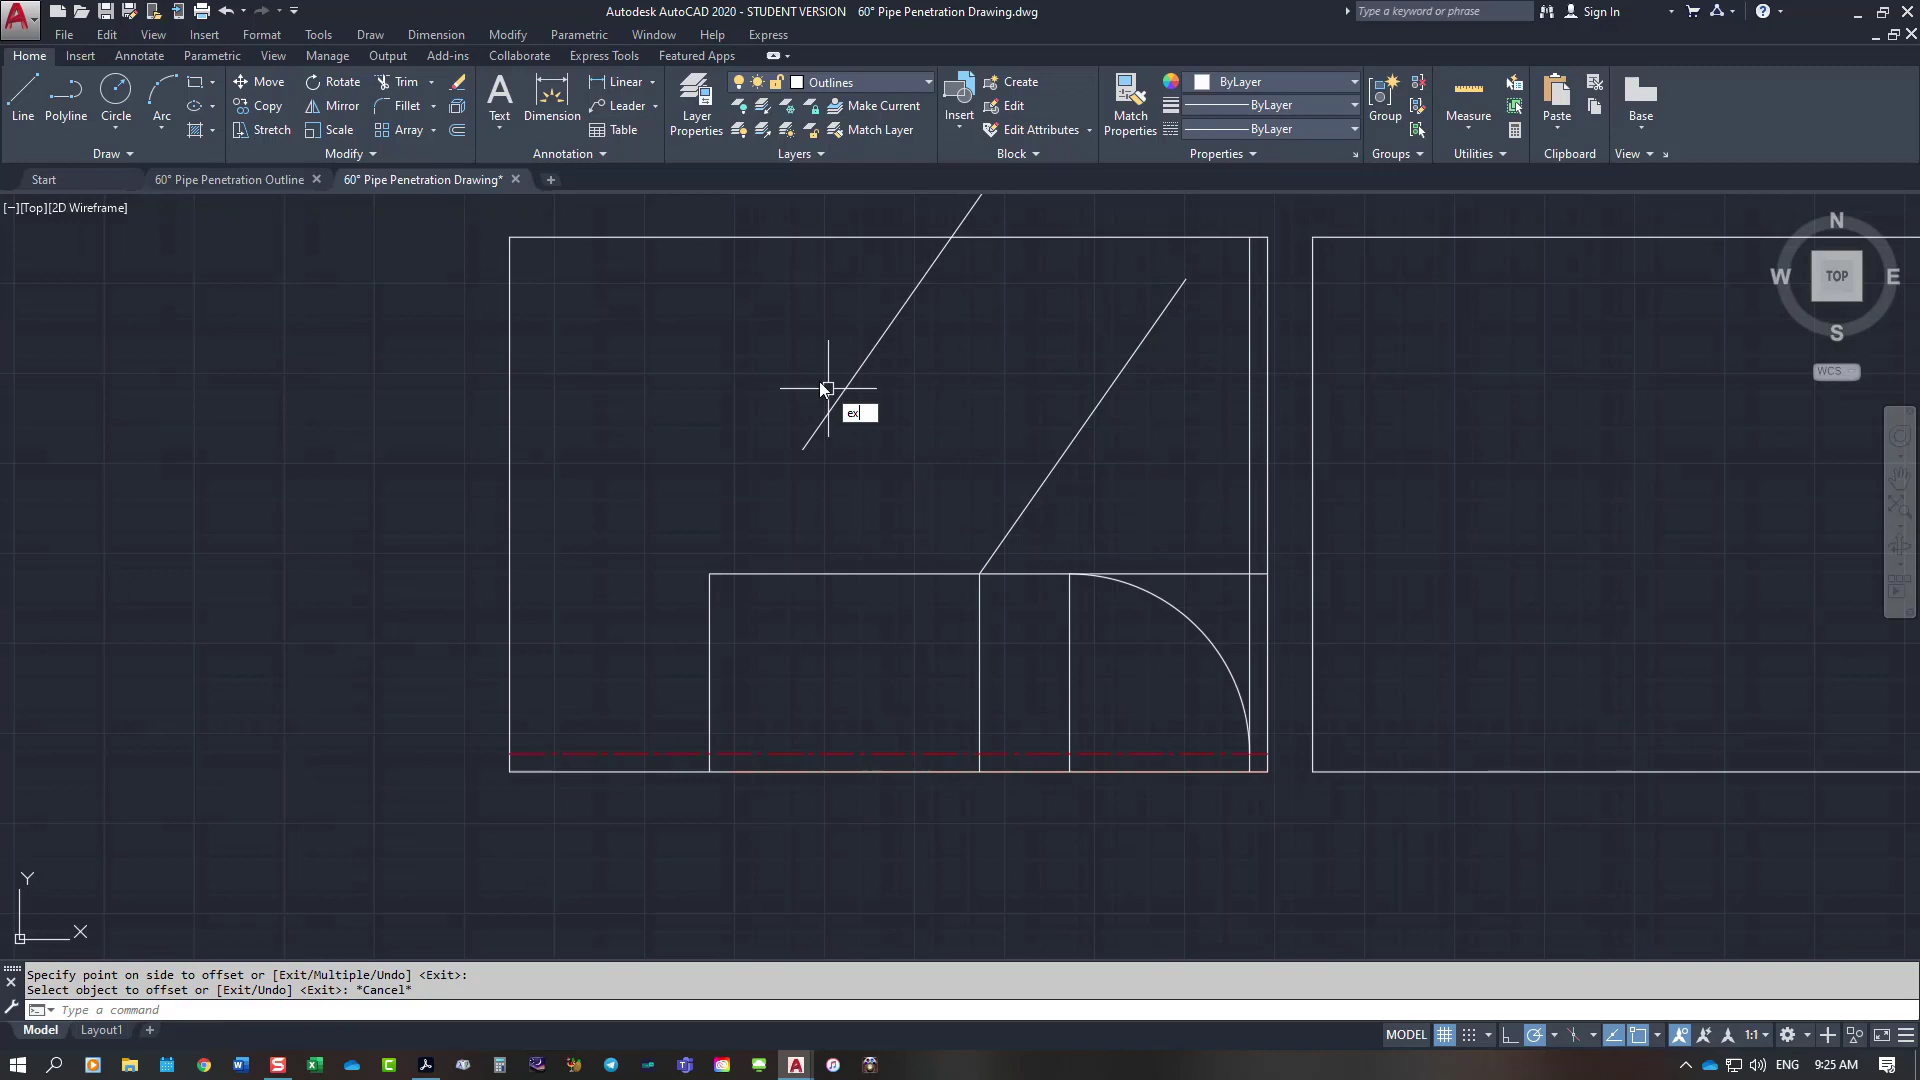 Autodesk AutoCAD 2020 - STUDENT VERSION 60° Pipe Penetration Drawing.dwg
Type a keyword or phrase
Sign In
File Edit View Insert Format Tools Draw Dimension Modify Parametric Window Help Express
Home Insert Annotate Parametric View Manage Output Add-ins Collaborate Express Tools Featured Apps
Line Polyline Circle Arc
Move Rotate Trim
Copy Mirror Fillet
Stretch Scale Array
Text Dimension
Linear
Leader
Table
Layer
Properties
Outlines
Make Current
Match Layer
Insert
Create
Edit
Edit Attributes
Match
Properties
ByLayer
ByLayer
ByLayer
Group
Measure
Paste
Base
Draw Modify Annotation Layers Block Properties Groups Utilities Clipboard View
Start 60° Pipe Penetration Outline 60° Pipe Penetration Drawing*
[−][Top][2D Wireframe]
N
W TOP E
S
WCS
ex
Y
X
Specify point on side to offset or [Exit/Multiple/Undo] <Exit>:
Select object to offset or [Exit/Undo] <Exit>: *Cancel*
Type a command
Model Layout1
MODEL
1:1
ENG 9:25 AM